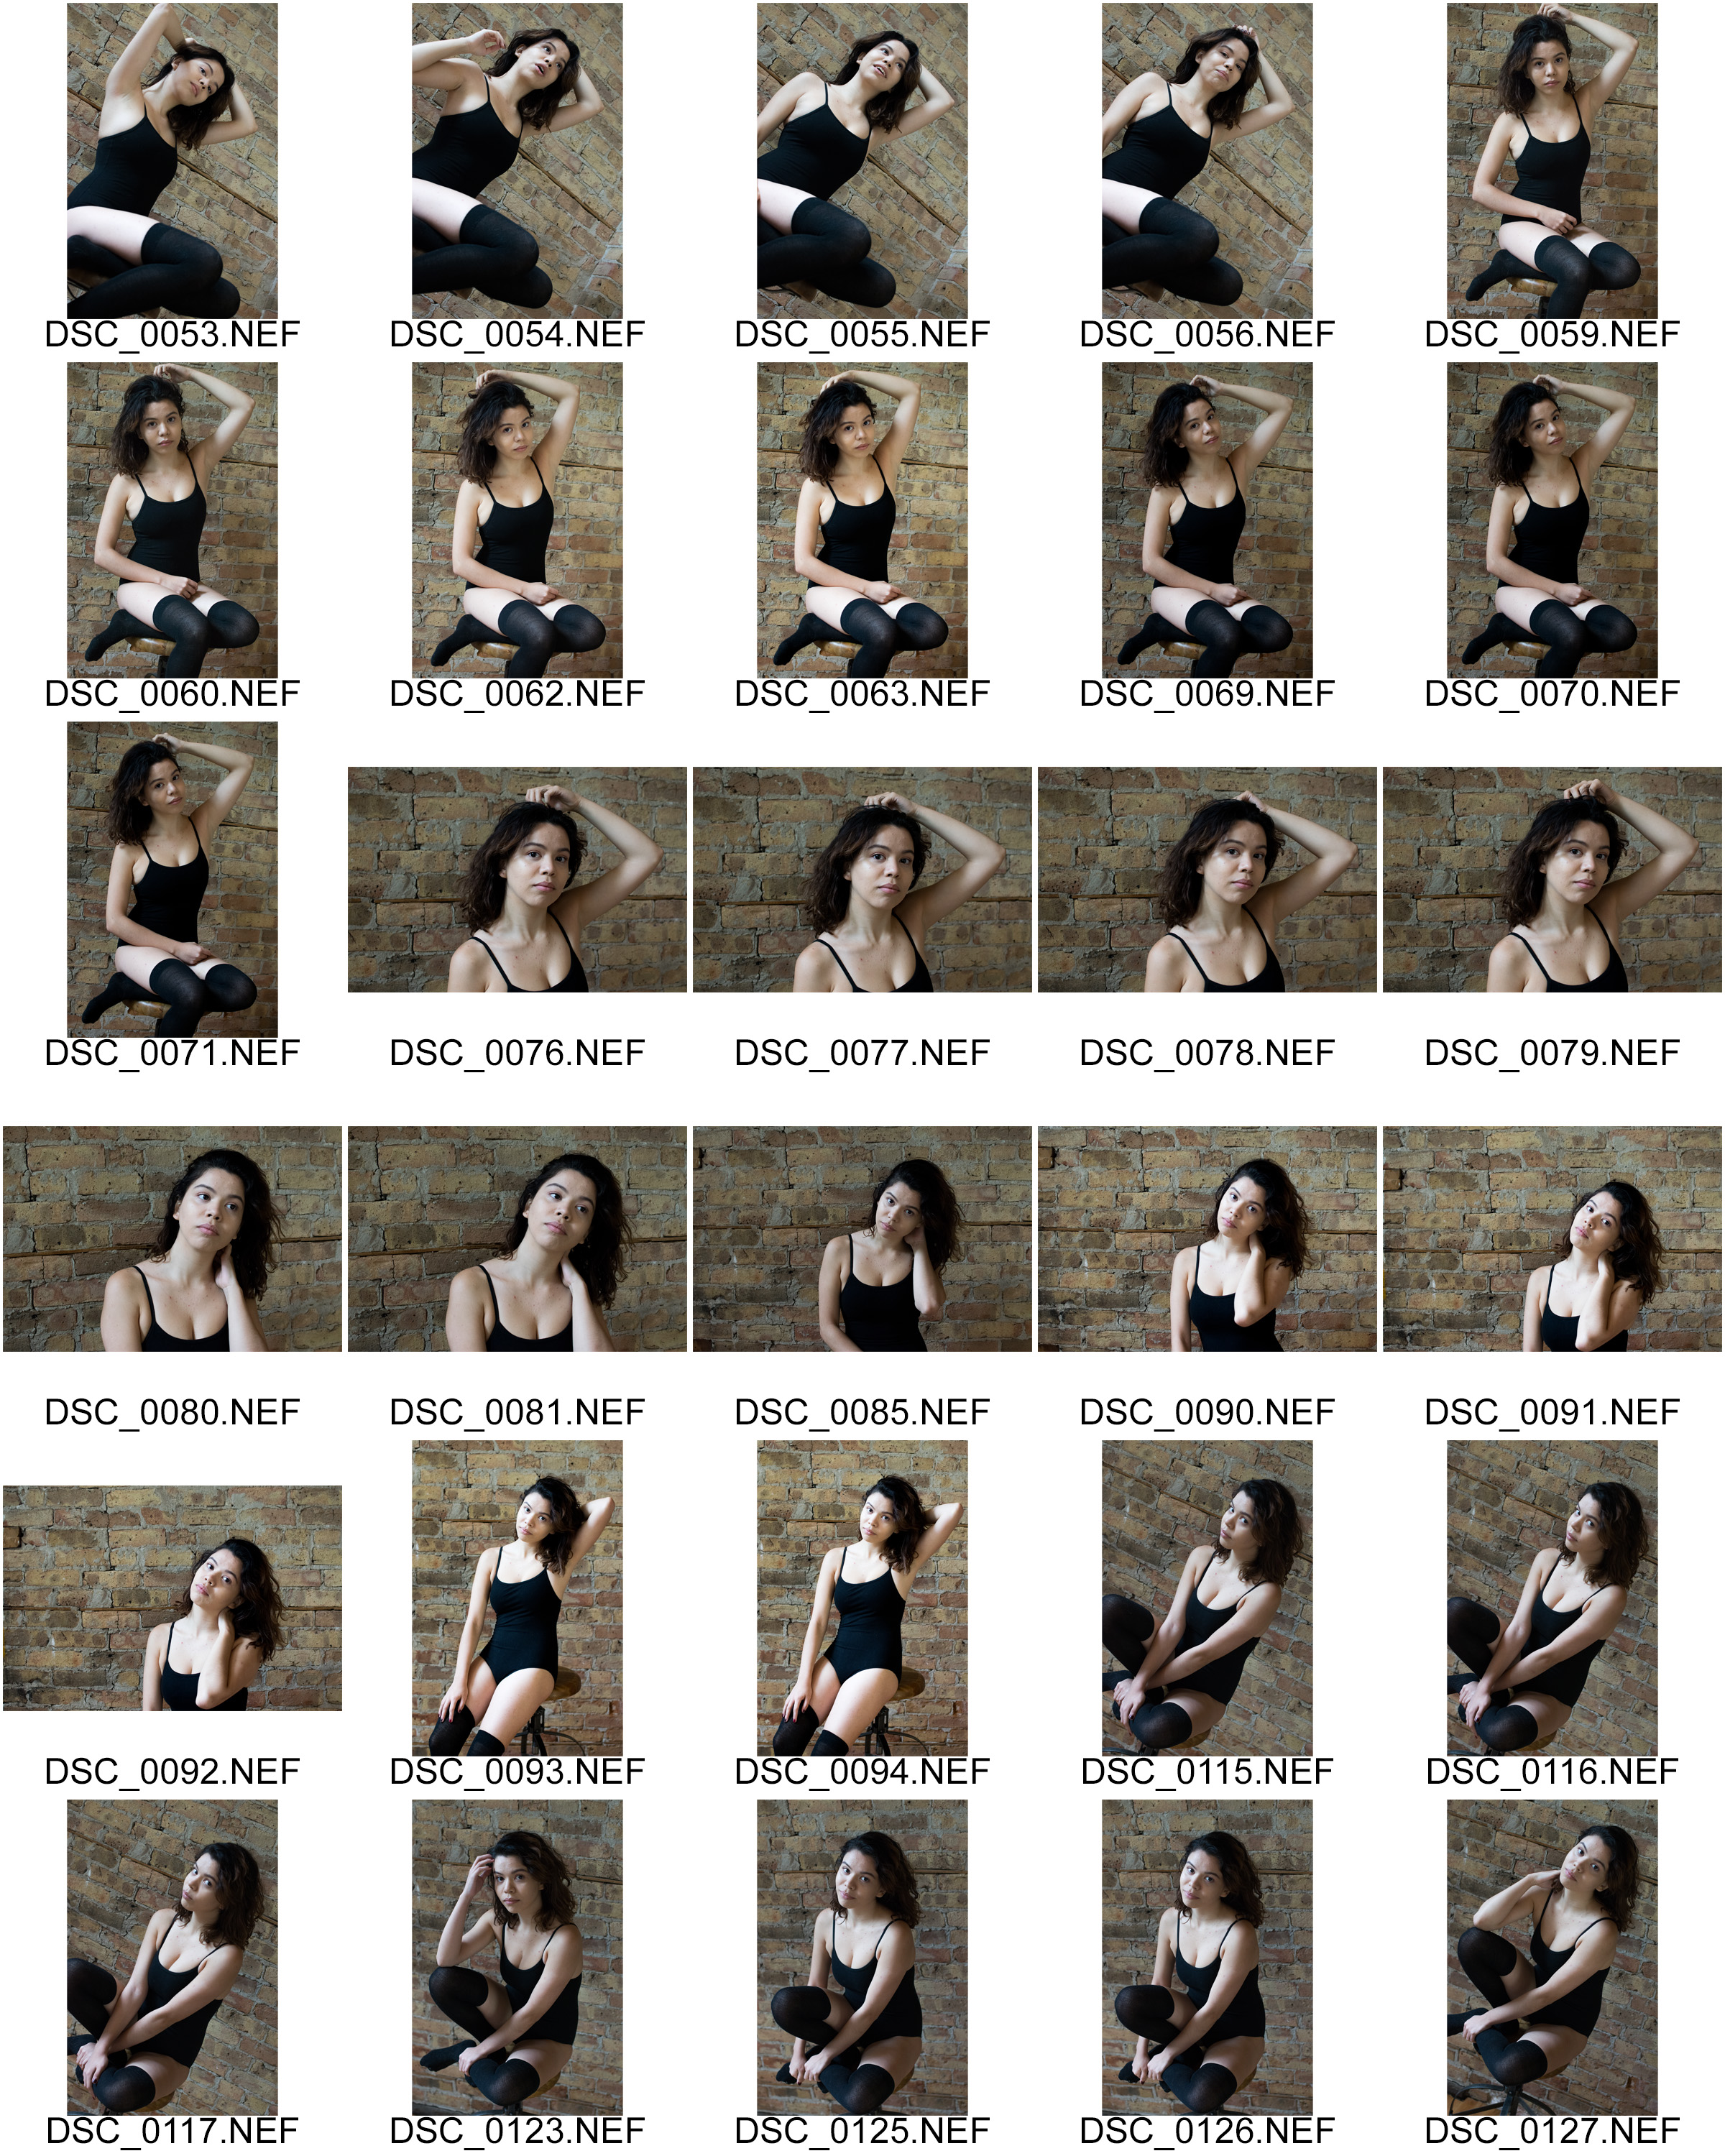 DSC_0053.NEF DSC_0054.NEF DSC_0055.NEF DSC_0056.NEF DSC_0059.NEF
DSC_0060.NEF DSC_0062.NEF DSC_0063.NEF DSC_0069.NEF DSC_0070.NEF
DSC_0071.NEF DSC_0076.NEF DSC_0077.NEF DSC_0078.NEF DSC_0079.NEF
DSC_0080.NEF DSC_0081.NEF DSC_0085.NEF DSC_0090.NEF DSC_0091.NEF
DSC_0092.NEF DSC_0093.NEF DSC_0094.NEF DSC_0115.NEF DSC_0116.NEF
DSC_0117.NEF DSC_0123.NEF DSC_0125.NEF DSC_0126.NEF DSC_0127.NEF